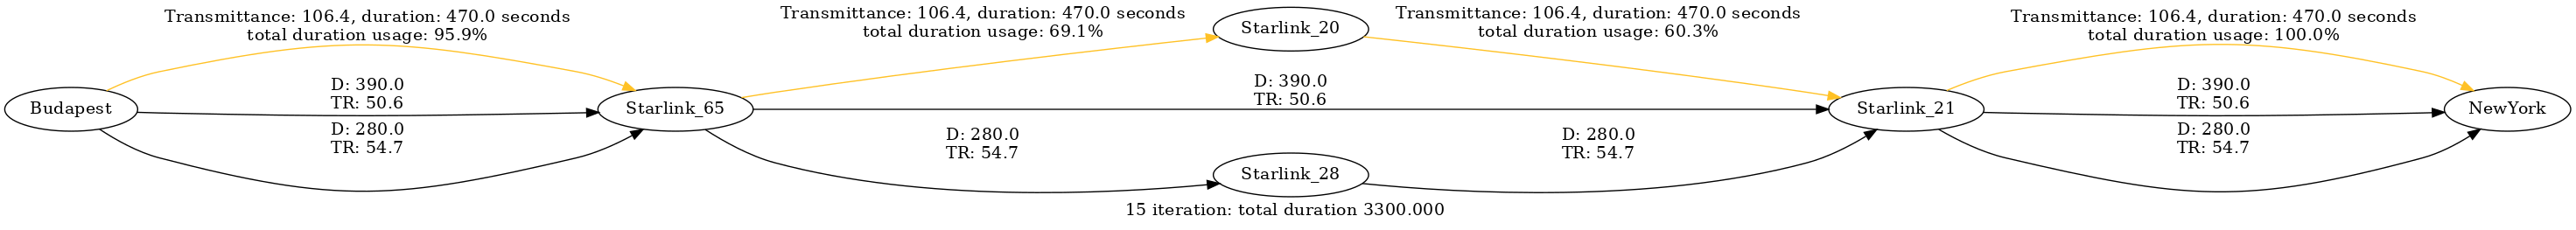 Transmittance: 106.4, duration: 470.0 seconds
total duration usage: 95.9%
Transmittance: 106.4, duration: 470.0 seconds
total duration usage: 69.1%
Starlink_20
Transmittance: 106.4, duration: 470.0 seconds
total duration usage: 60.3%
Transmittance: 106.4, duration: 470.0 seconds
total duration usage: 100.0%
Budapest
D: 390.0
TR: 50.6
D: 280.0
TR: 54.7
Starlink_65
D: 390.0
TR: 50.6
D: 280.0
TR: 54.7
Starlink_28
D: 280.0
TR: 54.7
Starlink_21
D: 390.0
TR: 50.6
D: 280.0
TR: 54.7
NewYork
15 iteration: total duration 3300.000